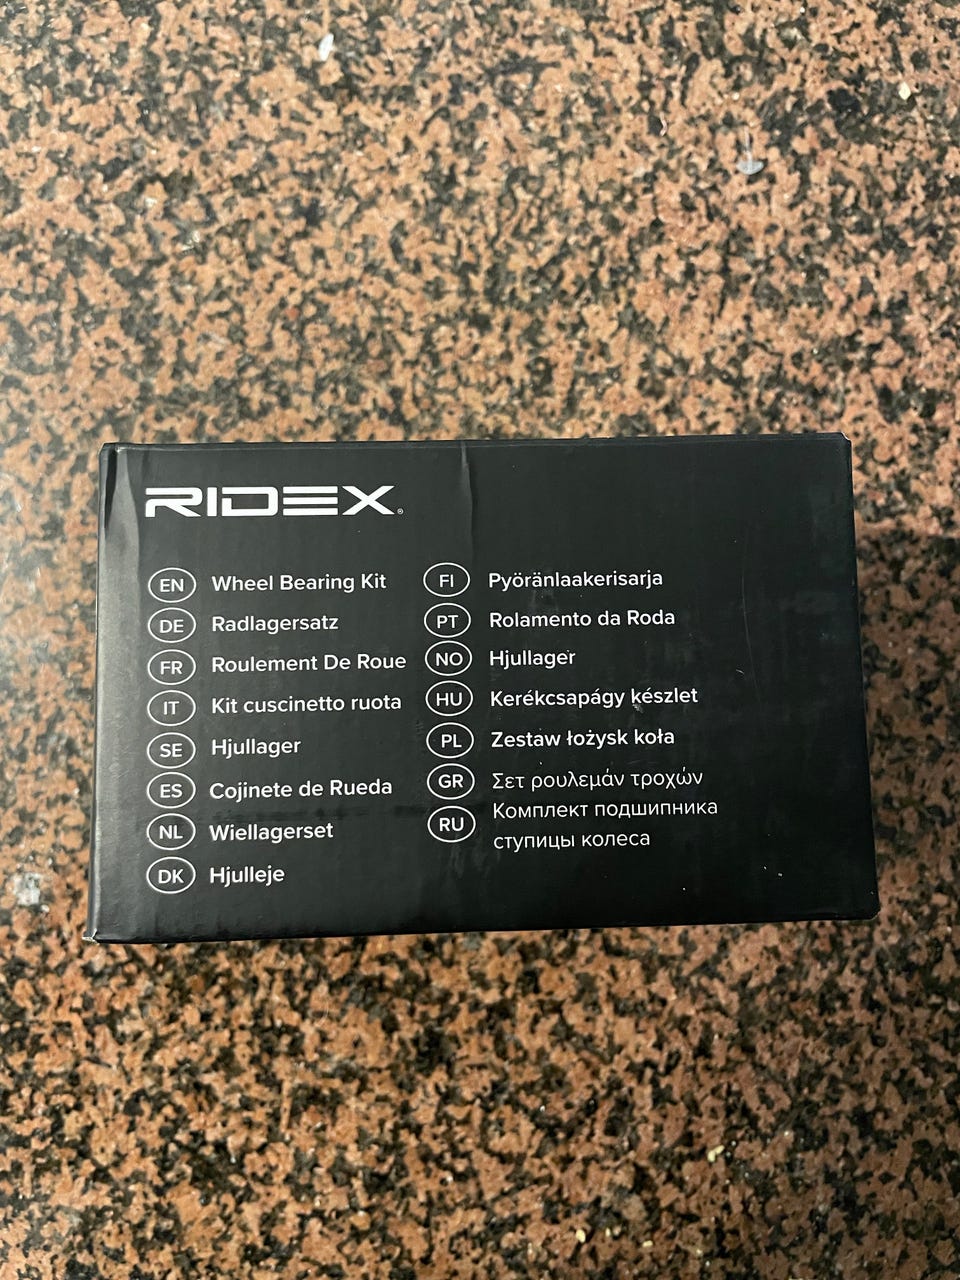 RIDEX®
EN Wheel Bearing Kit
DE Radlagersatz
FR Roulement De Roue
IT Kit cuscinetto ruota
SE Hjullager
ES Cojinete de Rueda
NL Wiellagerset
DK Hjulleje
FI Pyöränlaakerisarja
PT Rolamento da Roda
NO Hjullager
HU Kerékcsapágy készlet
PL Zestaw łożysk koła
GR Σετ ρουλεμάν τροχών
RU Комплект подшипника
ступицы колеса